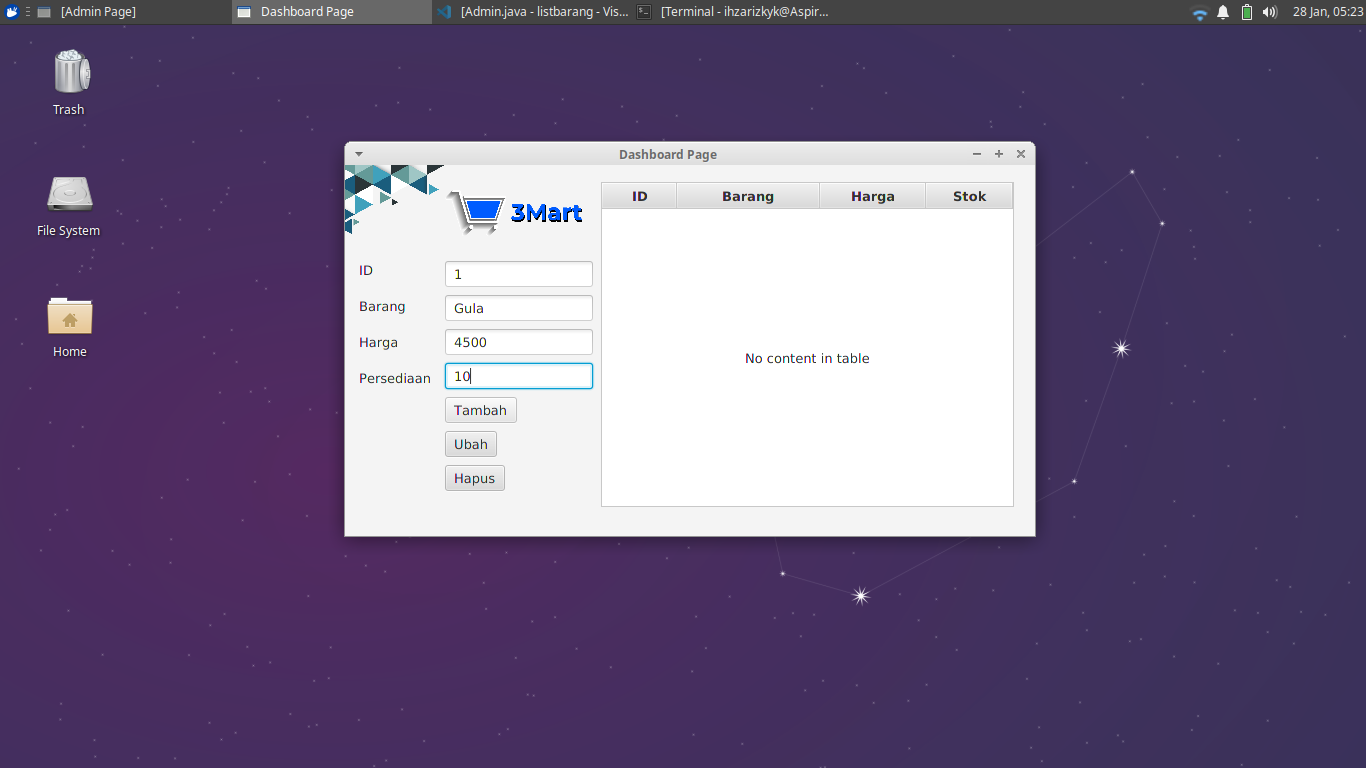 [Admin Page]
Dashboard Page
[Admin.java - listbarang - Vis...
[Terminal - ihzarizkyk@Aspir...
28 Jan, 05:23
Trash
File System
Home
Dashboard Page
3Mart
ID
1
Barang
Gula
Harga
4500
Persediaan
10
Tambah
Ubah
Hapus
ID Barang Harga Stok
No content in table